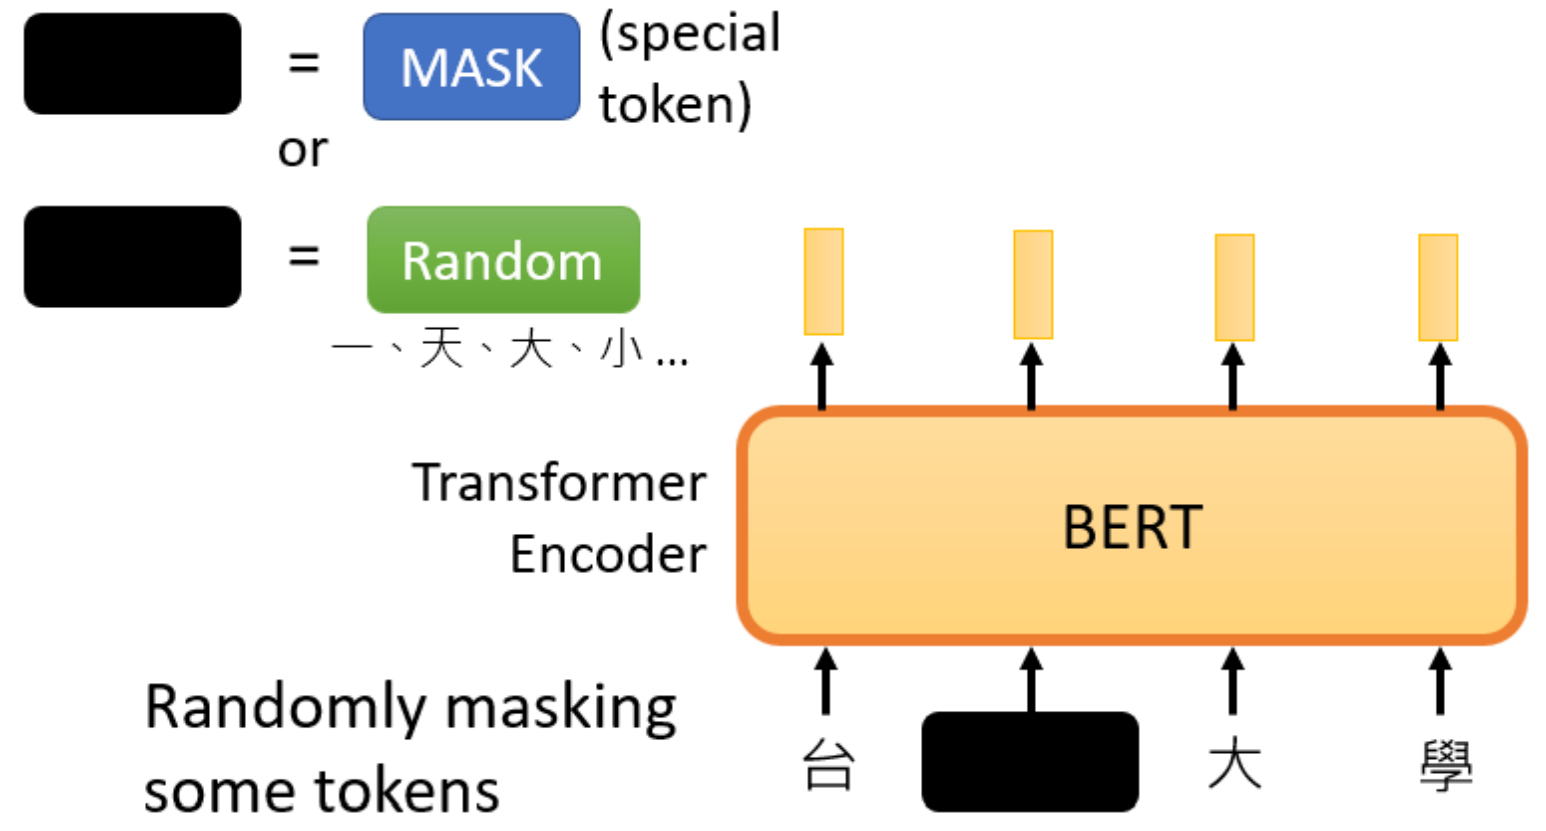 = MASK (special
token)
or
= Random
一、天、大、小 ...
Transformer
Encoder
BERT
Randomly masking
some tokens
台 大 學